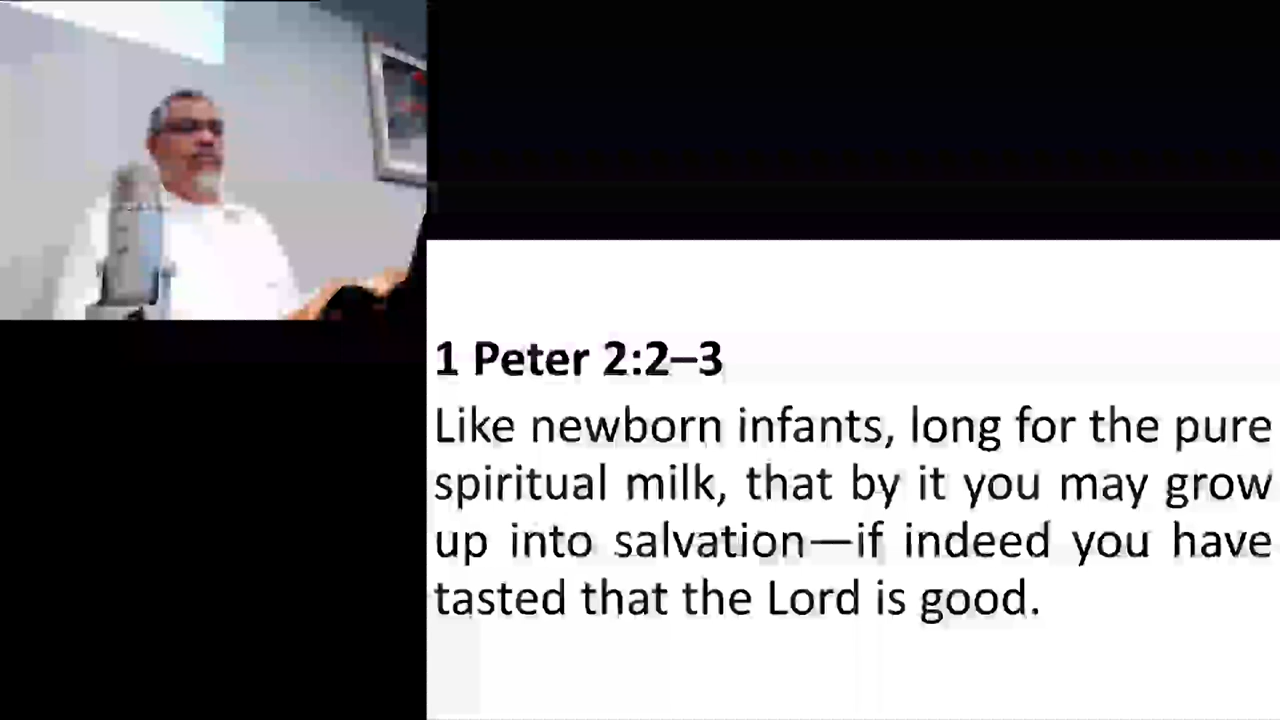 1 Peter 2:2–3
Like newborn infants, long for the pure
spiritual milk, that by it you may grow
up into salvation—if indeed you have
tasted that the Lord is good.